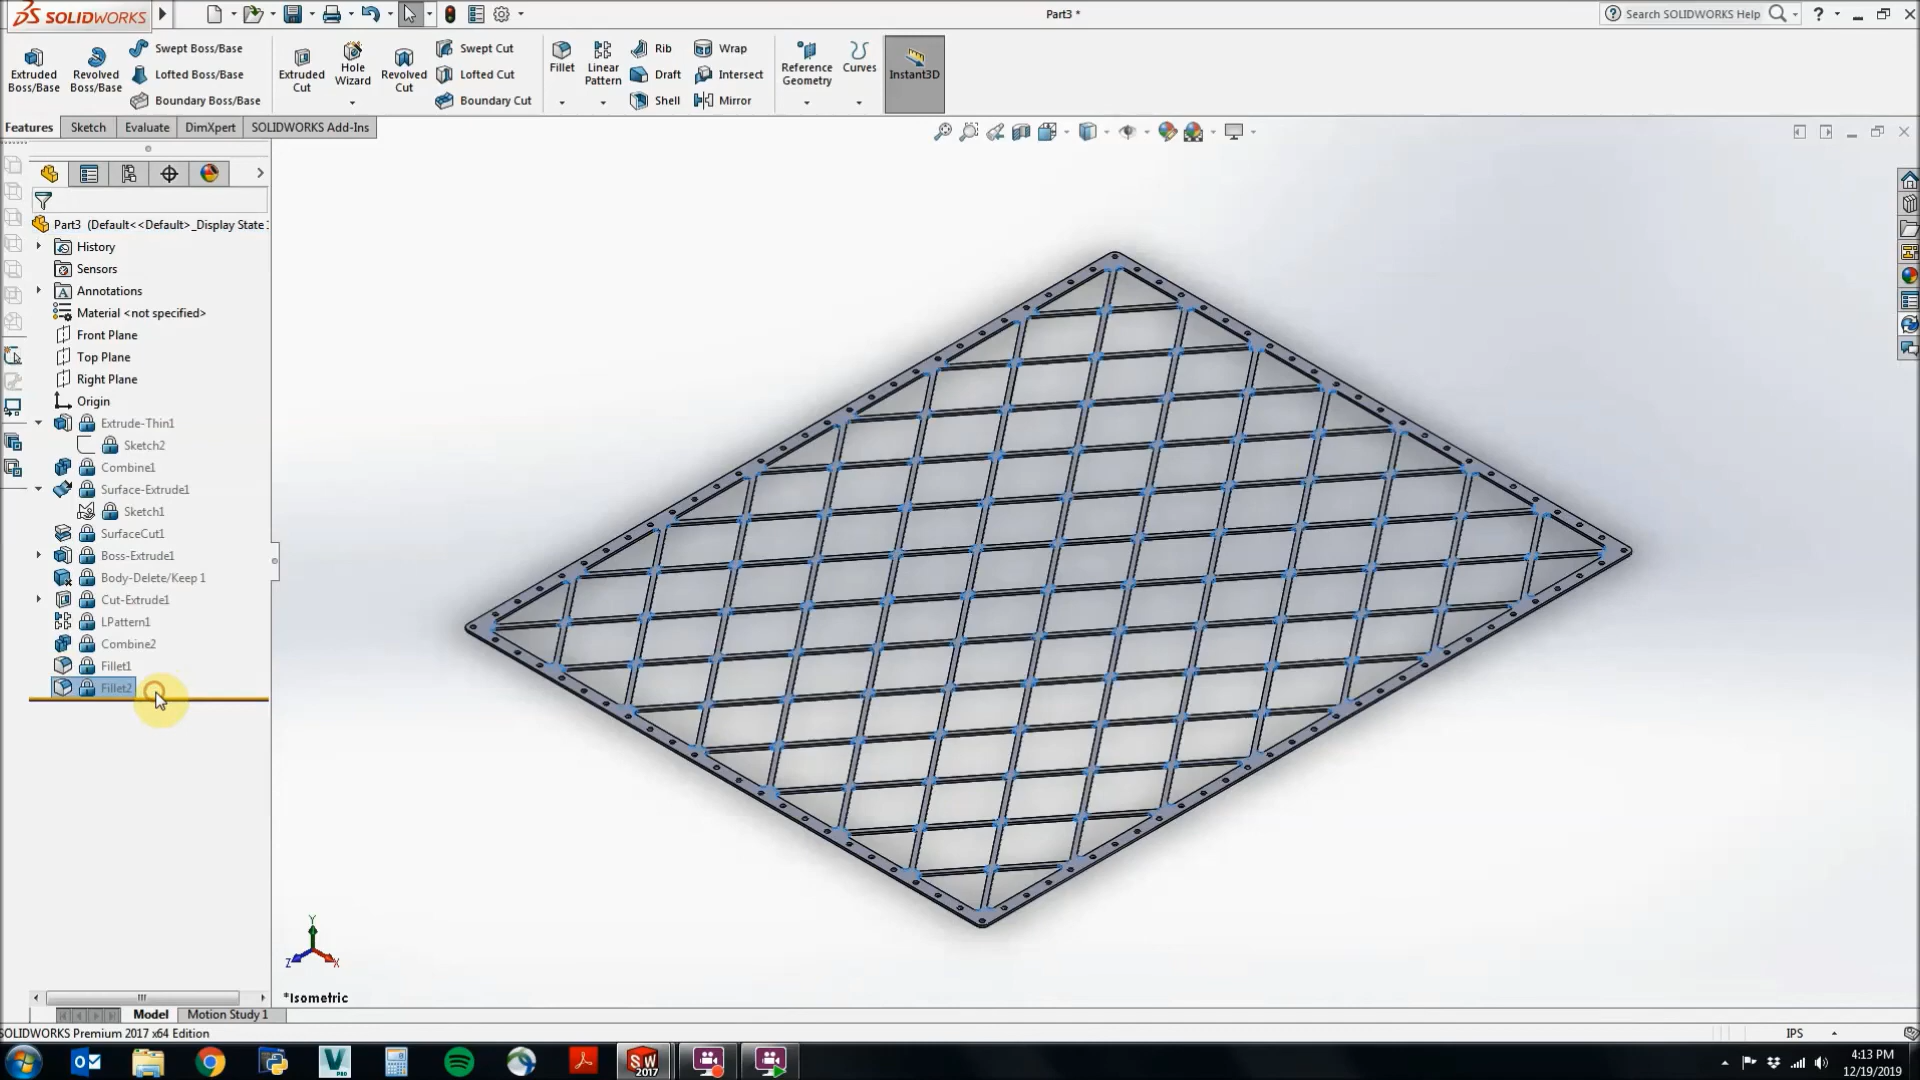 SOLIDWORKS
Part3 *
Search SOLIDWORKS Help
?
Extruded Boss/Base
Revolved Boss/Base
Swept Boss/Base
Lofted Boss/Base
Boundary Boss/Base
Extruded Cut
Hole Wizard
Revolved Cut
Swept Cut
Lofted Cut
Boundary Cut
Fillet
Linear Pattern
Rib
Draft
Shell
Wrap
Intersect
Mirror
Reference Geometry
Curves
Instant3D
Features
Sketch
Evaluate
DimXpert
SOLIDWORKS Add-Ins
Part3 (Default<<Default>_Display State
History
Sensors
Annotations
Material <not specified>
Front Plane
Top Plane
Right Plane
Origin
Extrude-Thin1
Sketch2
Combine1
Surface-Extrude1
Sketch1
SurfaceCut1
Boss-Extrude1
Body-Delete/Keep 1
Cut-Extrude1
LPattern1
Combine2
Fillet1
Fillet2
Y
Z
X
*Isometric
Model
Motion Study 1
SOLIDWORKS Premium 2017 x64 Edition
IPS
SW
2017
4:13 PM
12/19/2019